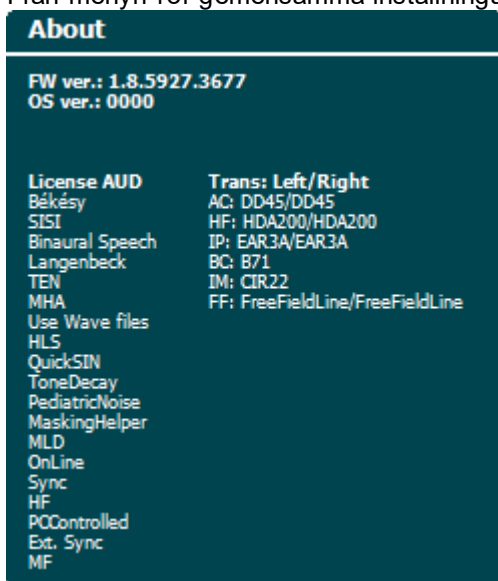 About
FW ver.: 1.8.5927.3677
OS ver.: 0000
License AUD
Békésy
SISI
Binaural Speech
Langenbeck
TEN
MHA
Use Wave files
HLS
QuickSIN
ToneDecay
PediatricNoise
MaskingHelper
MLD
OnLine
Sync
HF
PCControlled
Ext. Sync
MF
Trans: Left/Right
AC: DD45/DD45
HF: HDA200/HDA200
IP: EAR3A/EAR3A
BC: B71
IM: CIR22
FF: FreeFieldLine/FreeFieldLine